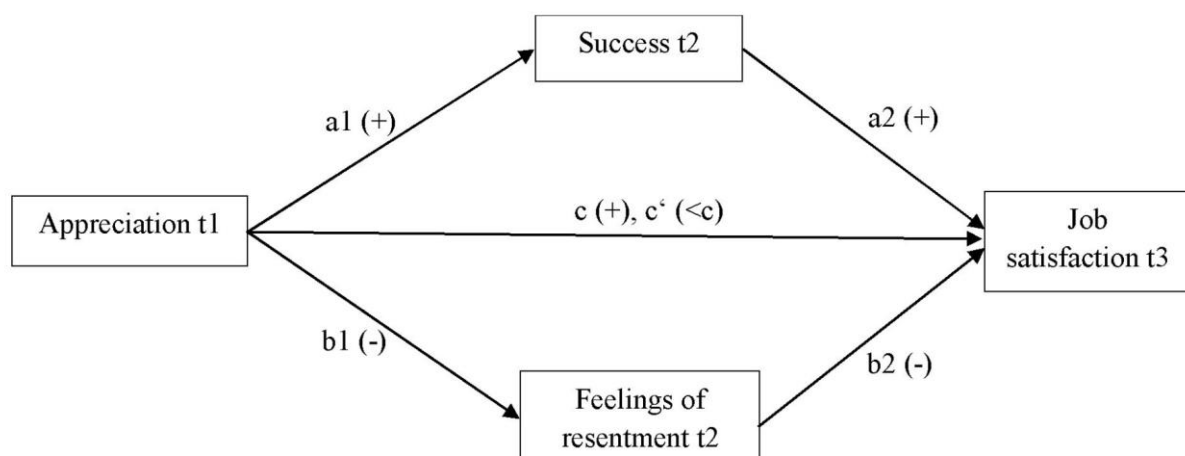 Success t2
a1 (+)
a2 (+)
Appreciation t1
c (+), c‘ (<c)
Job
satisfaction t3
b1 (-)
b2 (-)
Feelings of
resentment t2